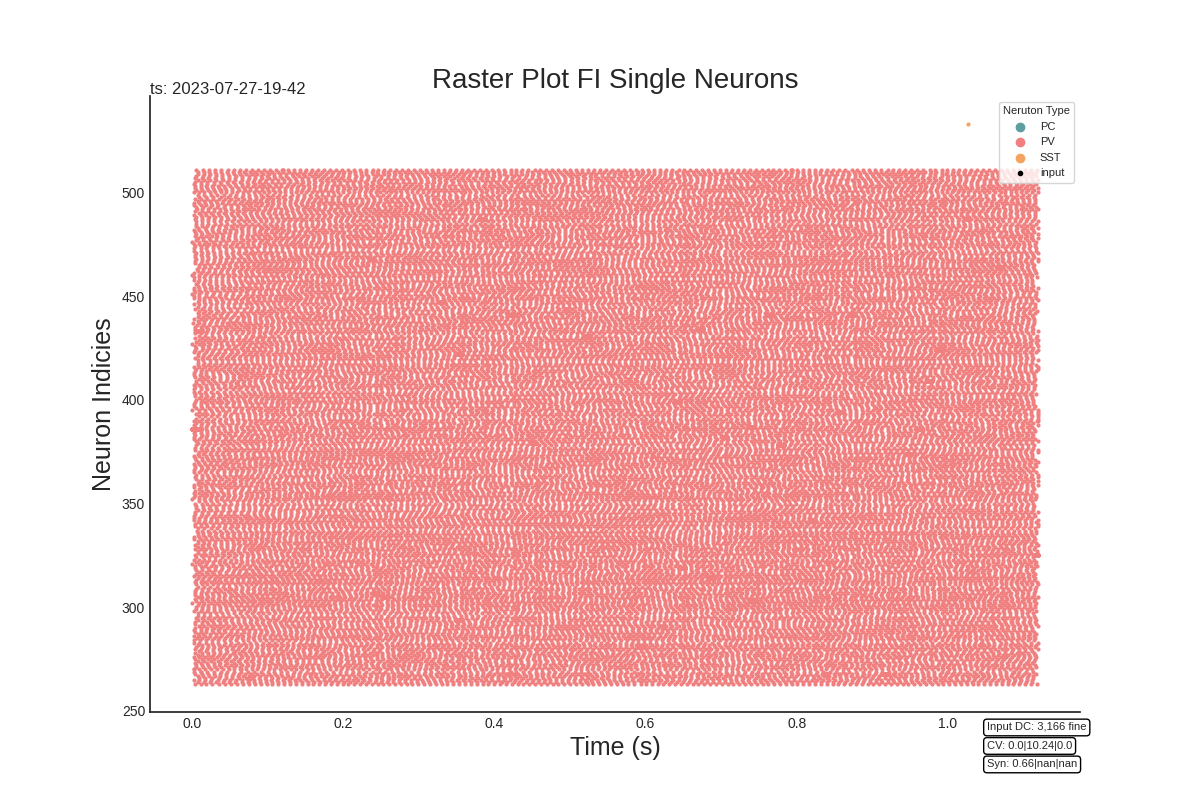 Raster Plot FI Single Neurons
ts: 2023-07-27-19-42
Neruton Type
PC
PV
SST
input
500
450
400
350
300
250
Neuron Indicies
0.0 0.2 0.4 0.6 0.8 1.0
Time (s)
Input DC: 3,166 fine
CV: 0.0|10.24|0.0
Syn: 0.66|nan|nan